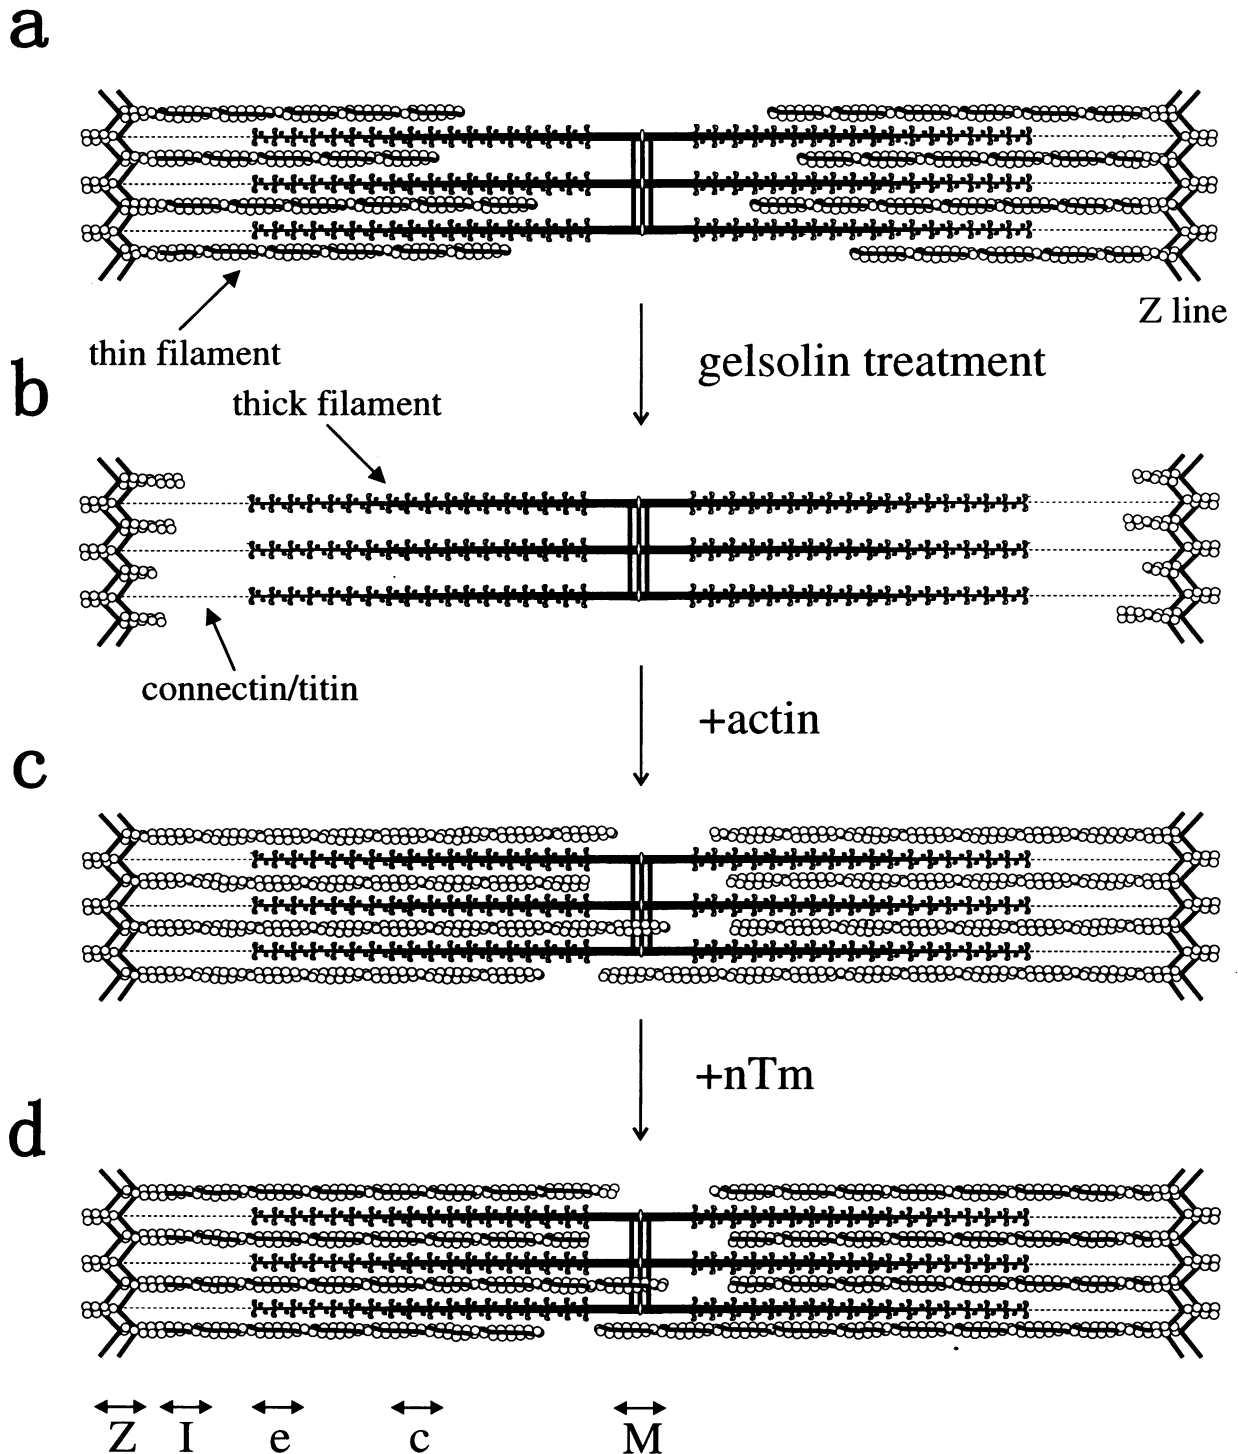 a
Z line
thin filament
gelsolin treatment
b
thick filament
connectin/titin
+actin
c
+nTm
d
Z I e c M